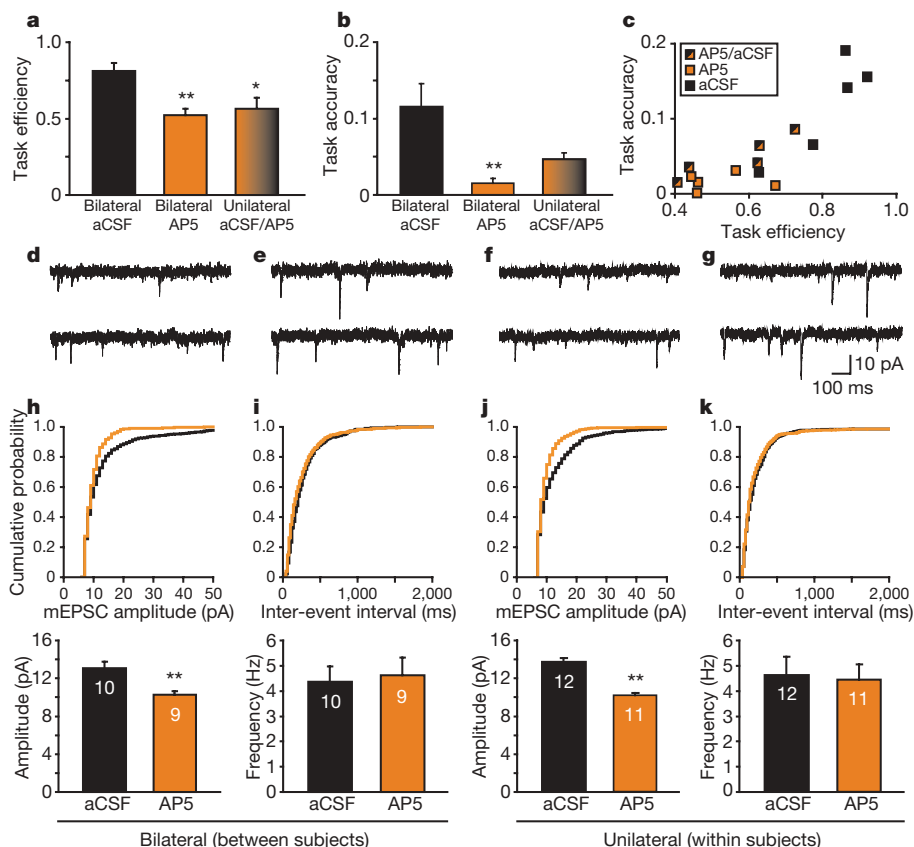 a
b
c
Task efficiency
1.0
0.5
0
**
*
Bilateral aCSF
Bilateral AP5
Unilateral aCSF/AP5
Task accuracy
0.2
0.1
0
**
Bilateral aCSF
Bilateral AP5
Unilateral aCSF/AP5
Task accuracy
0.2
0.1
0
AP5/aCSF
AP5
aCSF
0.4
0.6
0.8
1.0
Task efficiency
d
e
f
g
10 pA
100 ms
h
i
j
k
Cumulative probability
1.0
0.8
0.6
0.4
0.2
0
0 10 20 30 40 50
mEPSC amplitude (pA)
1.0
0.8
0.6
0.4
0.2
0
0 1,000 2,000
Inter-event interval (ms)
1.0
0.8
0.6
0.4
0.2
0
0 10 20 30 40 50
mEPSC amplitude (pA)
1.0
0.8
0.6
0.4
0.2
0
0 1,000 2,000
Inter-event interval (ms)
Amplitude (pA)
16
12
8
4
0
10
**
9
aCSF AP5
Frequency (Hz)
6
5
4
3
2
1
0
10
9
aCSF AP5
Amplitude (pA)
16
12
8
4
0
12
**
11
aCSF AP5
Frequency (Hz)
6
5
4
3
2
1
0
12
11
aCSF AP5
Bilateral (between subjects)
Unilateral (within subjects)